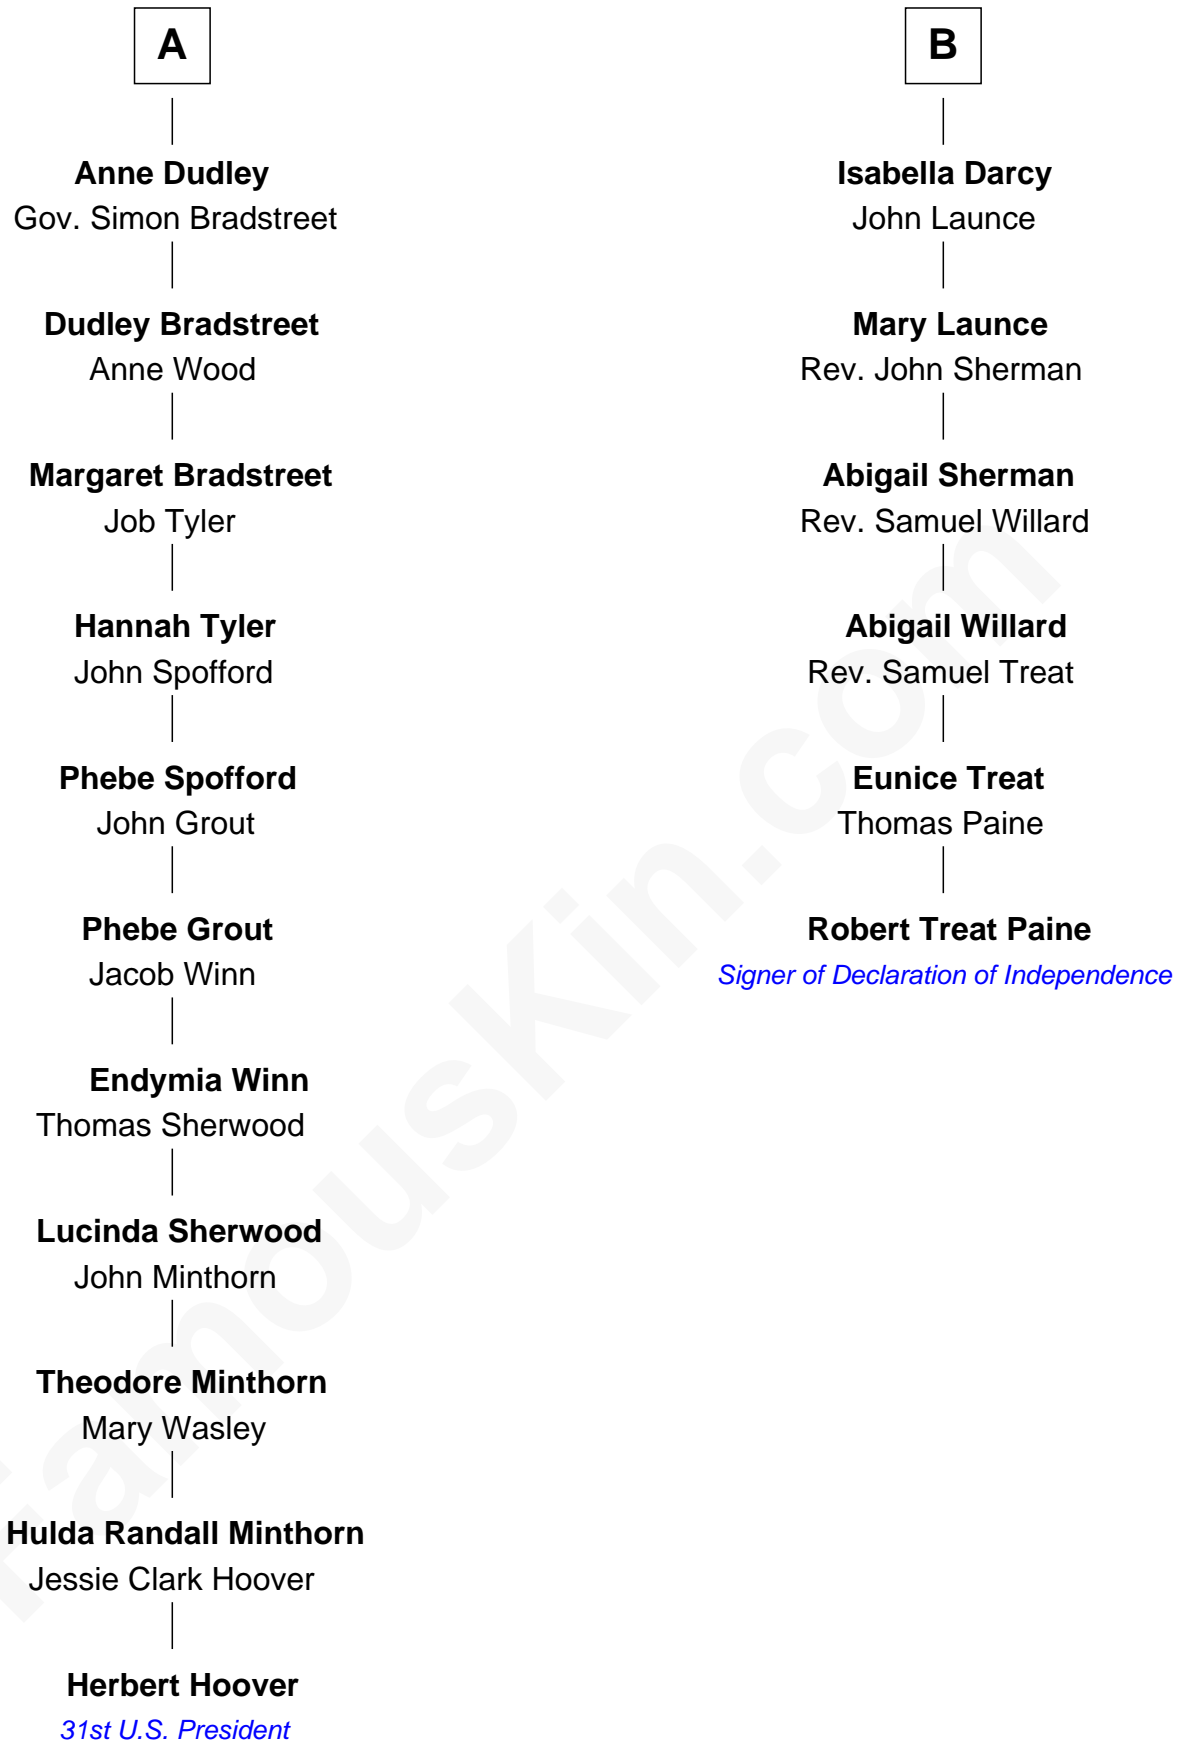 A
Anne Dudley
Gov. Simon Bradstreet
Dudley Bradstreet
Anne Wood
Margaret Bradstreet
Job Tyler
Hannah Tyler
John Spofford
Phebe Spofford
John Grout
Phebe Grout
Jacob Winn
Endymia Winn
Thomas Sherwood
Lucinda Sherwood
John Minthorn
Theodore Minthorn
Mary Wasley
Hulda Randall Minthorn
Jessie Clark Hoover
Herbert Hoover
31st U.S. President
B
Isabella Darcy
John Launce
Mary Launce
Rev. John Sherman
Abigail Sherman
Rev. Samuel Willard
Abigail Willard
Rev. Samuel Treat
Eunice Treat
Thomas Paine
Robert Treat Paine
Signer of Declaration of Independence
FamousKin.com